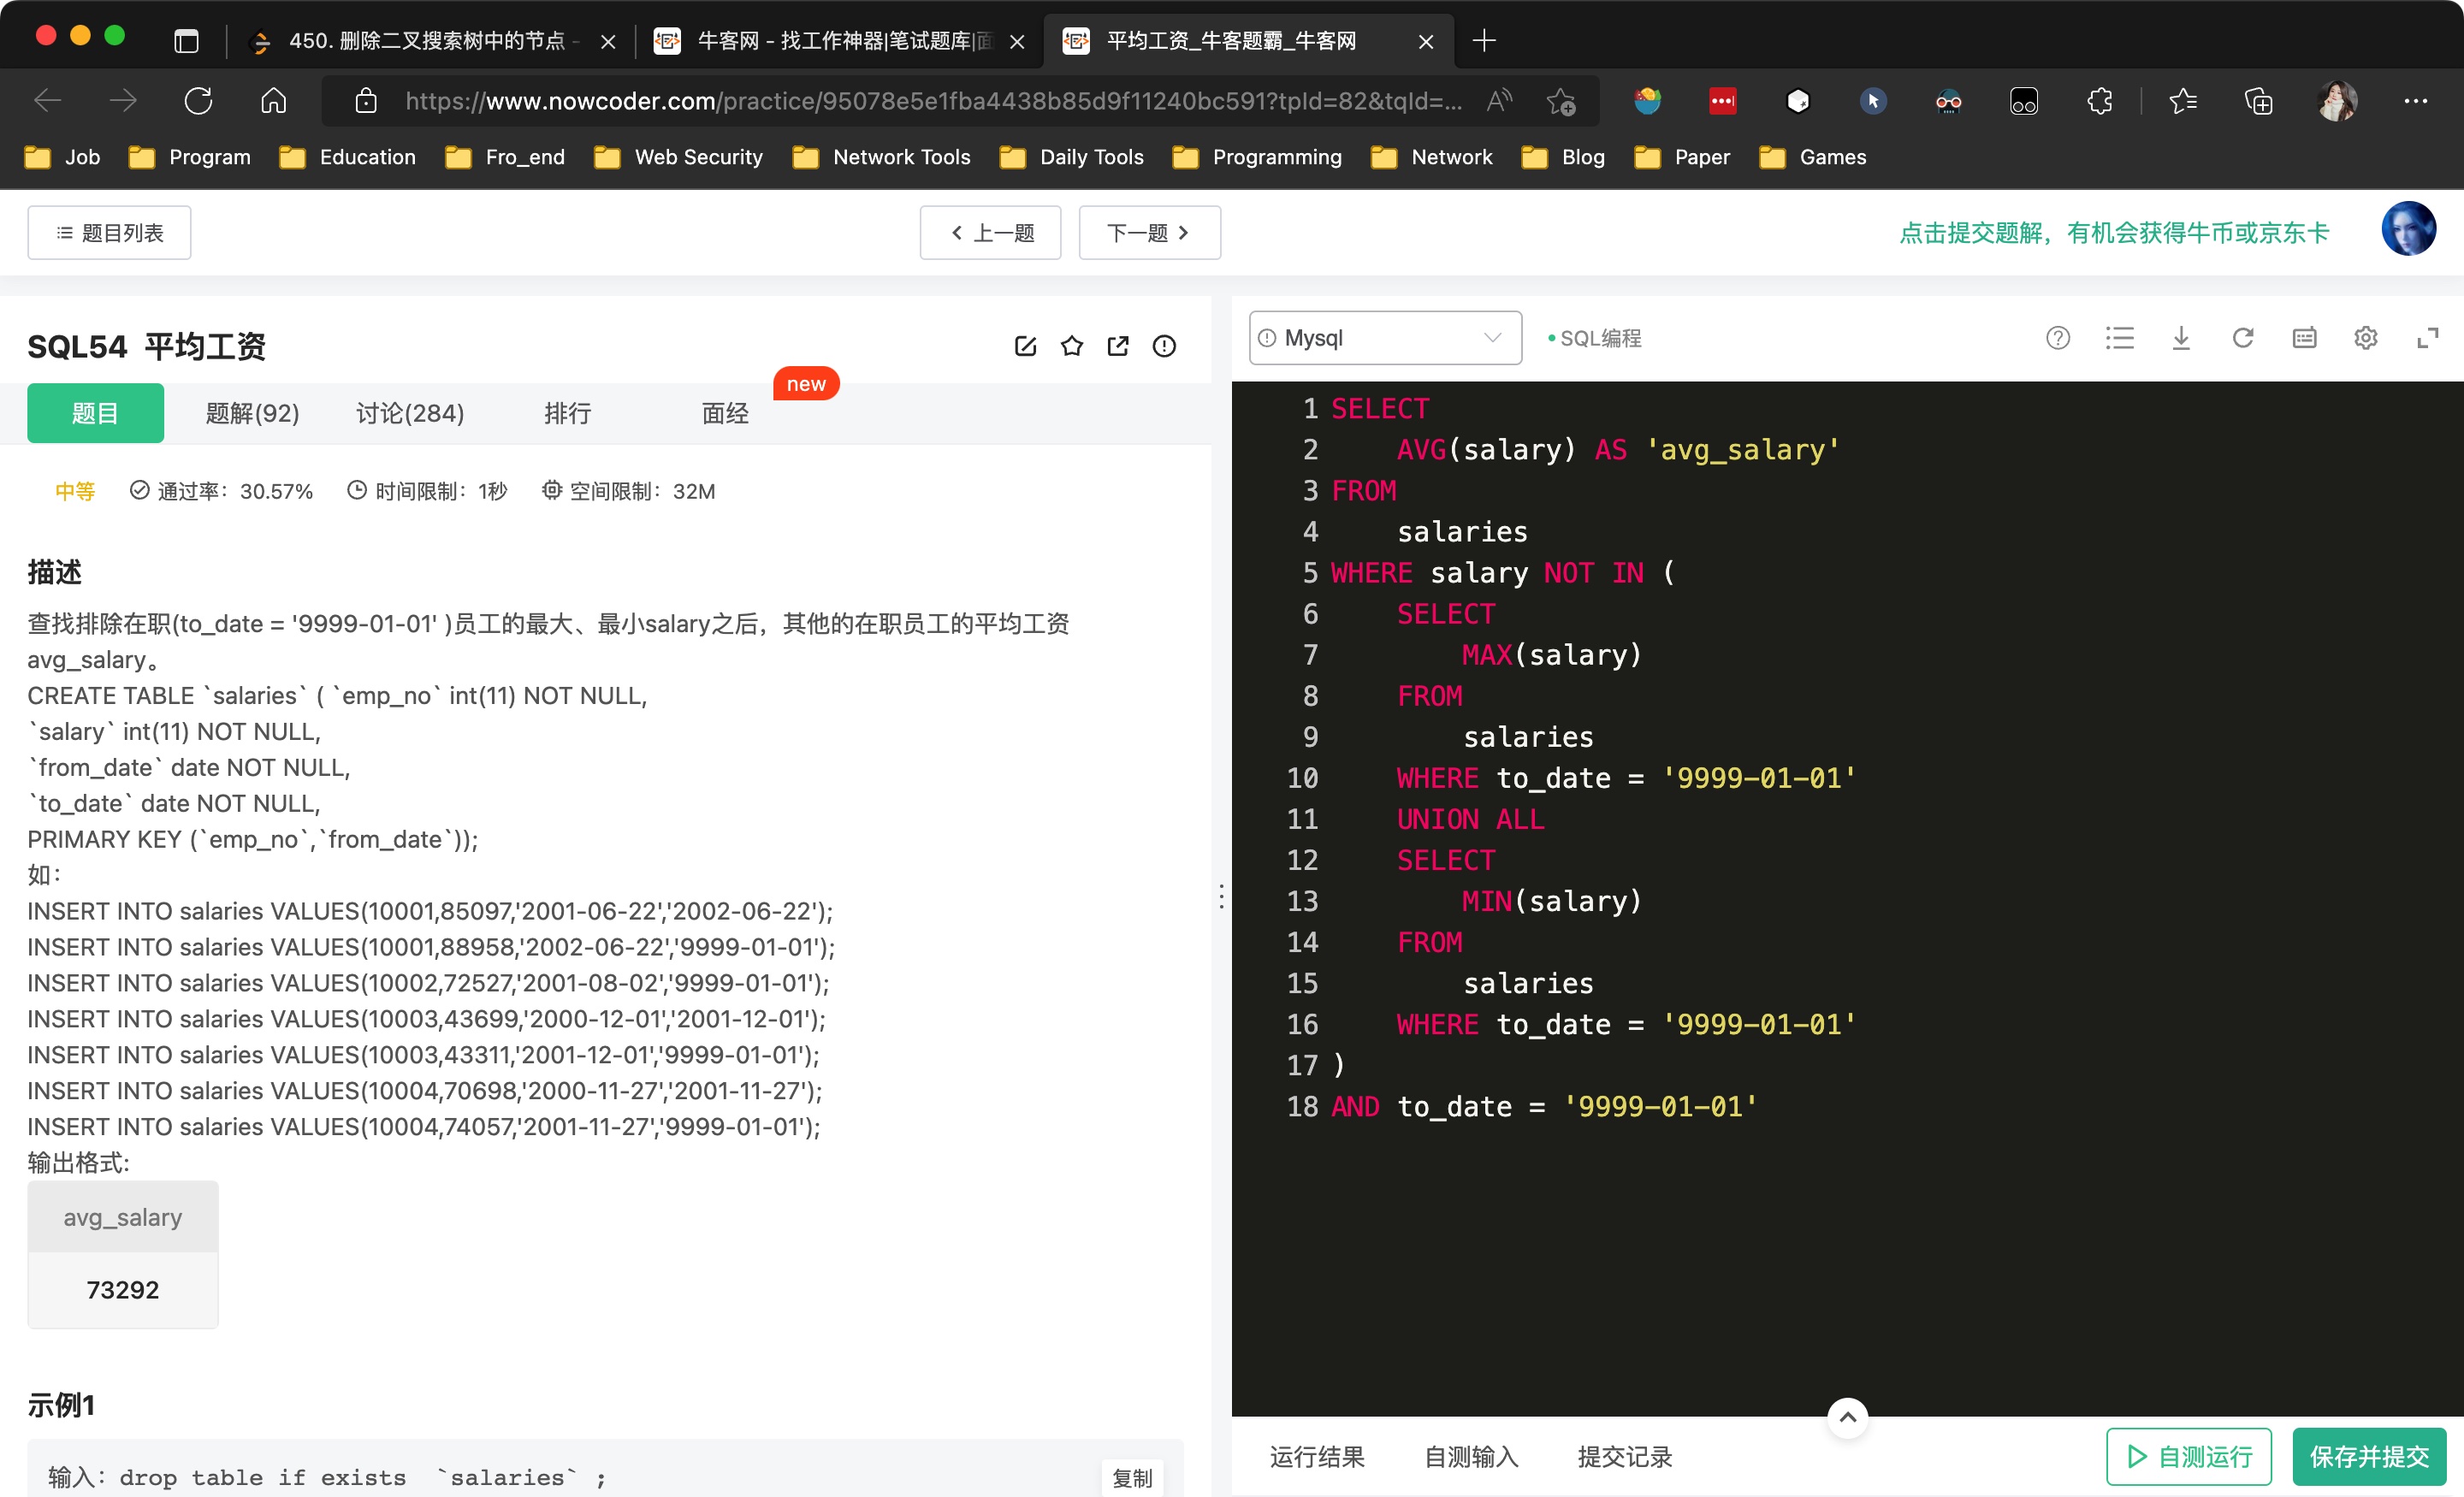 450. 删除二叉搜索树中的节点 -
牛客网 - 找工作神器|笔试题库|面
平均工资_牛客题霸_牛客网
https://www.nowcoder.com/practice/95078e5e1fba4438b85d9f11240bc591?tpId=82&tqId=...
Job Program Education Fro_end Web Security Network Tools Daily Tools Programming Network Blog Paper Games
题目列表 上一题 下一题 点击提交题解，有机会获得牛币或京东卡
SQL54 平均工资
new
题目 题解(92) 讨论(284) 排行 面经
中等 通过率：30.57% 时间限制：1秒 空间限制：32M
描述
查找排除在职(to_date = '9999-01-01' )员工的最大、最小salary之后，其他的在职员工的平均工资
avg_salary。
CREATE TABLE `salaries` ( `emp_no` int(11) NOT NULL,
`salary` int(11) NOT NULL,
`from_date` date NOT NULL,
`to_date` date NOT NULL,
PRIMARY KEY (`emp_no`,`from_date`));
如：
INSERT INTO salaries VALUES(10001,85097,'2001-06-22','2002-06-22');
INSERT INTO salaries VALUES(10001,88958,'2002-06-22','9999-01-01');
INSERT INTO salaries VALUES(10002,72527,'2001-08-02','9999-01-01');
INSERT INTO salaries VALUES(10003,43699,'2000-12-01','2001-12-01');
INSERT INTO salaries VALUES(10003,43311,'2001-12-01','9999-01-01');
INSERT INTO salaries VALUES(10004,70698,'2000-11-27','2001-11-27');
INSERT INTO salaries VALUES(10004,74057,'2001-11-27','9999-01-01');
输出格式:
avg_salary
73292
示例1
输入：drop table if exists `salaries` ;
复制
Mysql
SQL编程
1 SELECT
2 AVG(salary) AS 'avg_salary'
3 FROM
4 salaries
5 WHERE salary NOT IN (
6 SELECT
7 MAX(salary)
8 FROM
9 salaries
10 WHERE to_date = '9999-01-01'
11 UNION ALL
12 SELECT
13 MIN(salary)
14 FROM
15 salaries
16 WHERE to_date = '9999-01-01'
17 )
18 AND to_date = '9999-01-01'
运行结果 自测输入 提交记录 自测运行 保存并提交